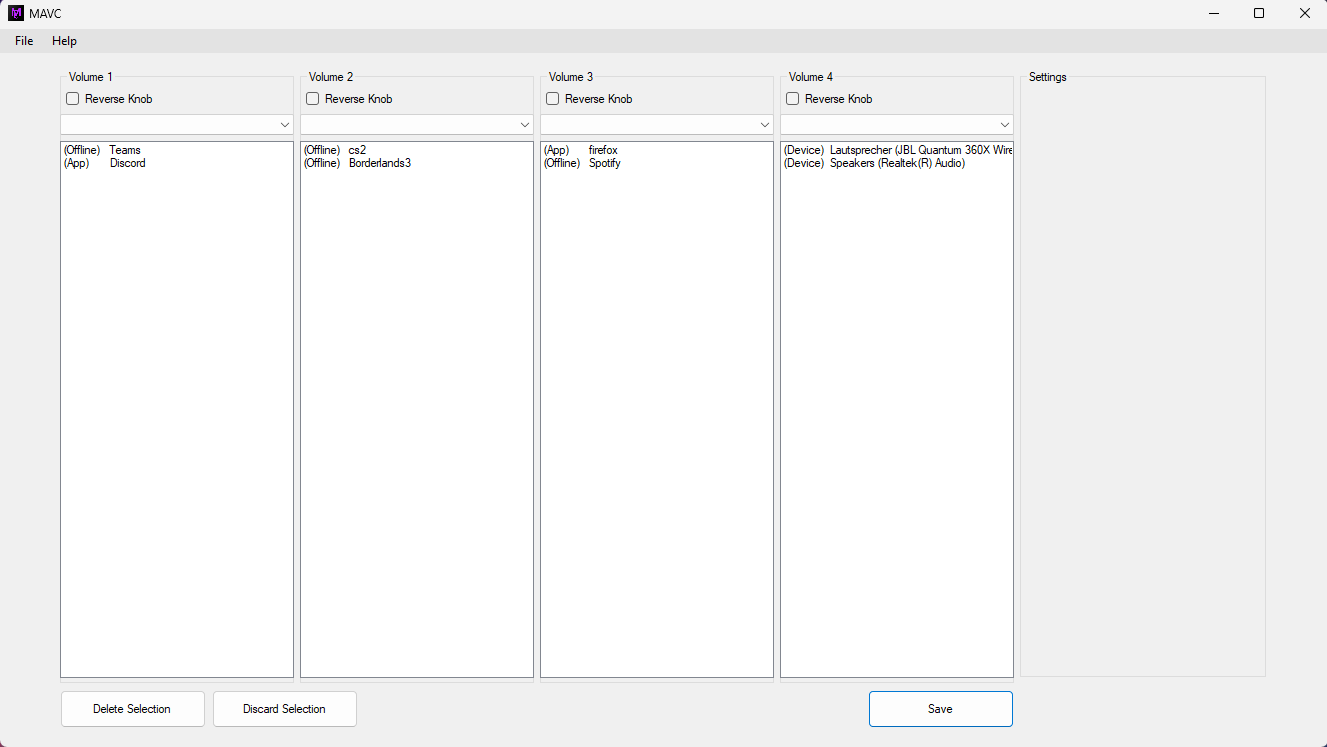 MAVC
File Help
Volume 1
Reverse Knob
(Offline) Teams
(App) Discord
Volume 2
Reverse Knob
(Offline) cs2
(Offline) Borderlands3
Volume 3
Reverse Knob
(App) firefox
(Offline) Spotify
Volume 4
Reverse Knob
(Device) Lautsprecher (JBL Quantum 360X Wire
(Device) Speakers (Realtek(R) Audio)
Settings
Delete Selection
Discard Selection
Save